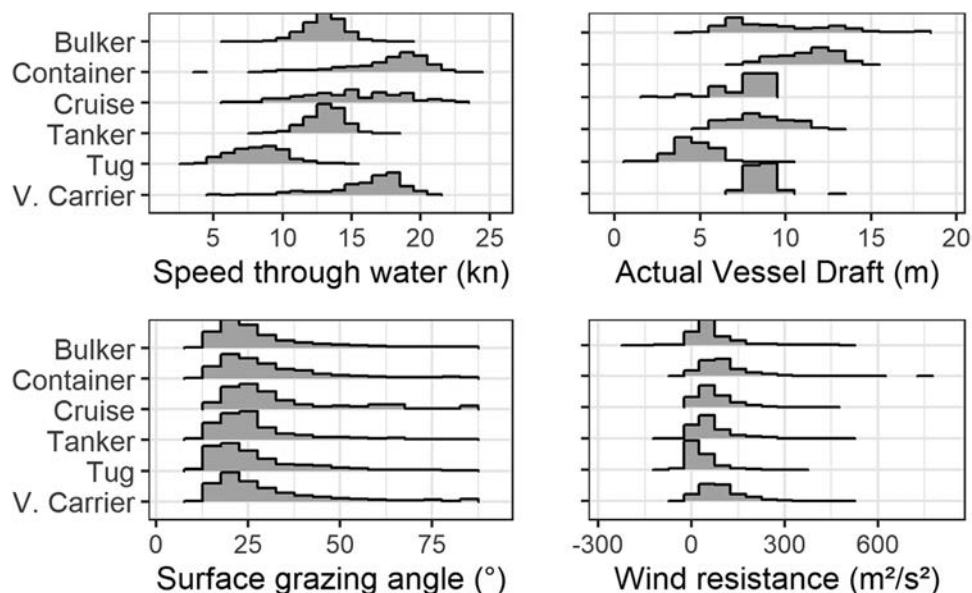 Bulker
Container
Cruise
Tanker
Tug
V. Carrier
5 10 15 20 25
Speed through water (kn)
0 5 10 15 20
Actual Vessel Draft (m)
Bulker
Container
Cruise
Tanker
Tug
V. Carrier
0 25 50 75
Surface grazing angle (°)
-300 0 300 600
Wind resistance (m²/s²)